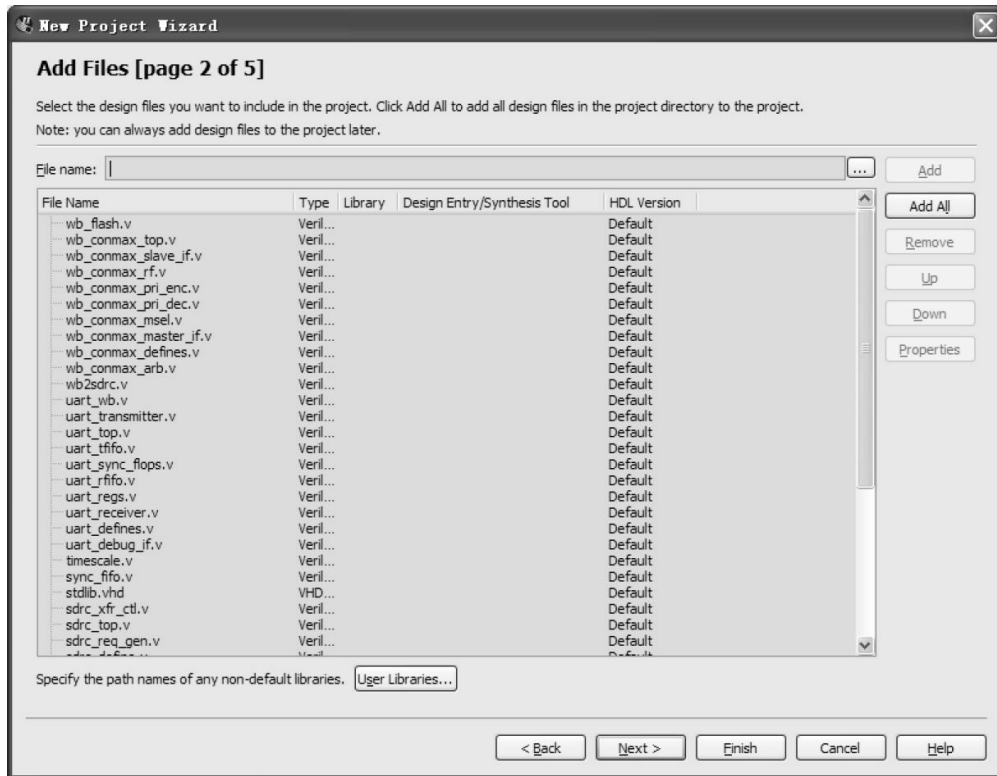 New Project Wizard
Add Files [page 2 of 5]
Select the design files you want to include in the project. Click Add All to add all design files in the project directory to the project.
Note: you can always add design files to the project later.
File name: ... Add
File Name Type Library Design Entry/Synthesis Tool HDL Version
Add All
wb_flash.v Veril... Default
wb_conmax_top.v Veril... Default
wb_conmax_slave_if.v Veril... Default
Remove
wb_conmax_rf.v Veril... Default
wb_conmax_pri_enc.v Veril... Default
Up
wb_conmax_pri_dec.v Veril... Default
wb_conmax_msel.v Veril... Default
Down
wb_conmax_master_if.v Veril... Default
wb_conmax_defines.v Veril... Default
Properties
wb_conmax_arb.v Veril... Default
wb2sdrc.v Veril... Default
uart_wb.v Veril... Default
uart_transmitter.v Veril... Default
uart_top.v Veril... Default
uart_tfifo.v Veril... Default
uart_sync_flops.v Veril... Default
uart_rfifo.v Veril... Default
uart_regs.v Veril... Default
uart_receiver.v Veril... Default
uart_defines.v Veril... Default
uart_debug_if.v Veril... Default
timescale.v Veril... Default
sync_fifo.v Veril... Default
stdlib.vhd VHD... Default
sdrc_xfr_ctl.v Veril... Default
sdrc_top.v Veril... Default
sdrc_req_gen.v Veril... Default
Specify the path names of any non-default libraries. User Libraries...
< Back Next > Finish Cancel Help